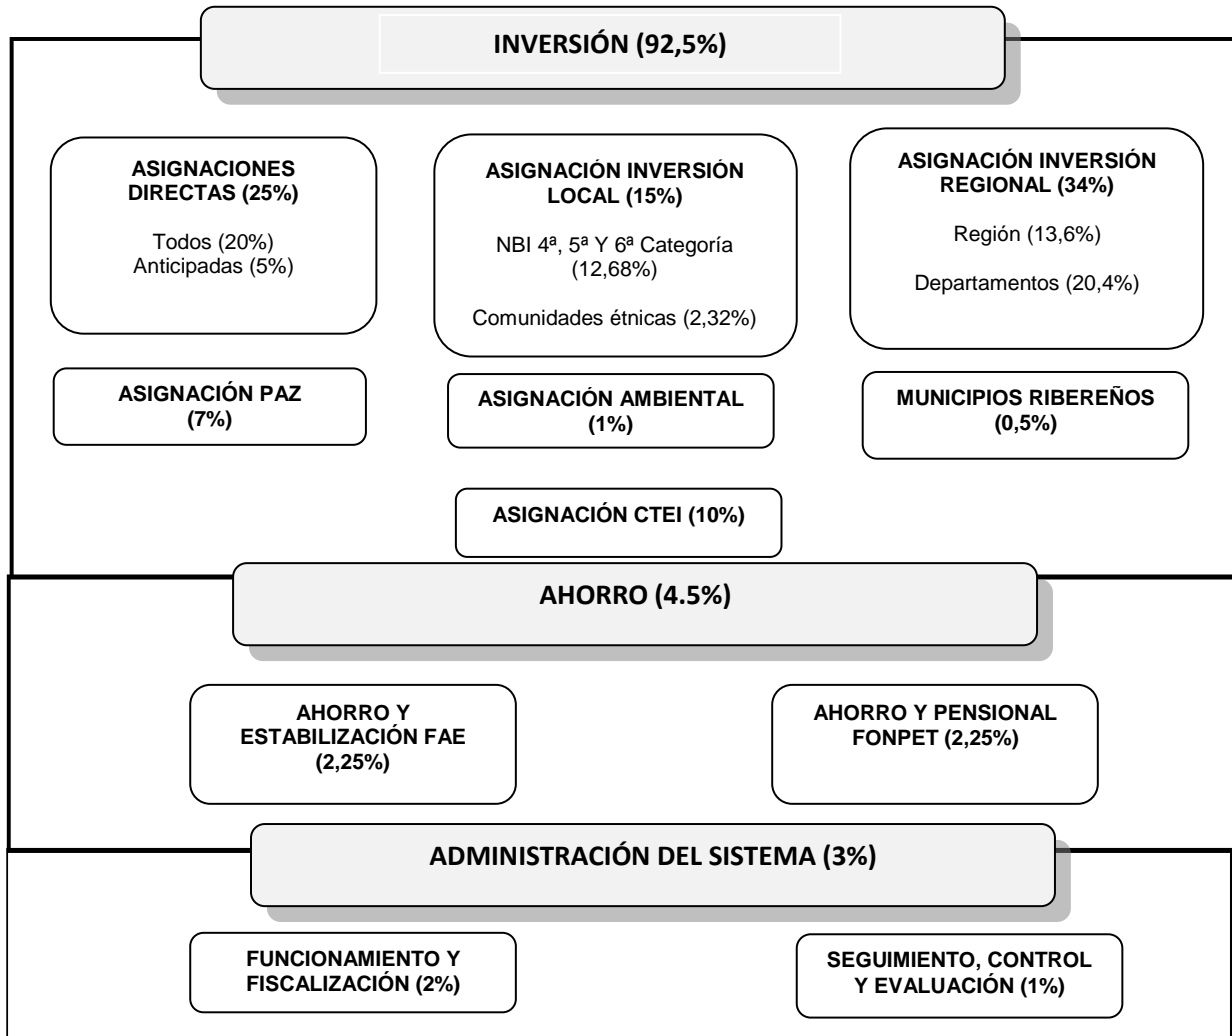 INVERSIÓN (92,5%)
ASIGNACIONES
DIRECTAS (25%)
Todos (20%)
Anticipadas (5%)
ASIGNACIÓN INVERSIÓN
LOCAL (15%)
NBI 4ª, 5ª Y 6ª Categoría
(12,68%)
Comunidades étnicas (2,32%)
ASIGNACIÓN INVERSIÓN
REGIONAL (34%)
Región (13,6%)
Departamentos (20,4%)
ASIGNACIÓN PAZ
(7%)
ASIGNACIÓN AMBIENTAL
(1%)
MUNICIPIOS RIBEREÑOS
(0,5%)
ASIGNACIÓN CTEI (10%)
AHORRO (4.5%)
AHORRO Y
ESTABILIZACIÓN FAE
(2,25%)
AHORRO Y PENSIONAL
FONPET (2,25%)
ADMINISTRACIÓN DEL SISTEMA (3%)
FUNCIONAMIENTO Y
FISCALIZACIÓN (2%)
SEGUIMIENTO, CONTROL
Y EVALUACIÓN (1%)